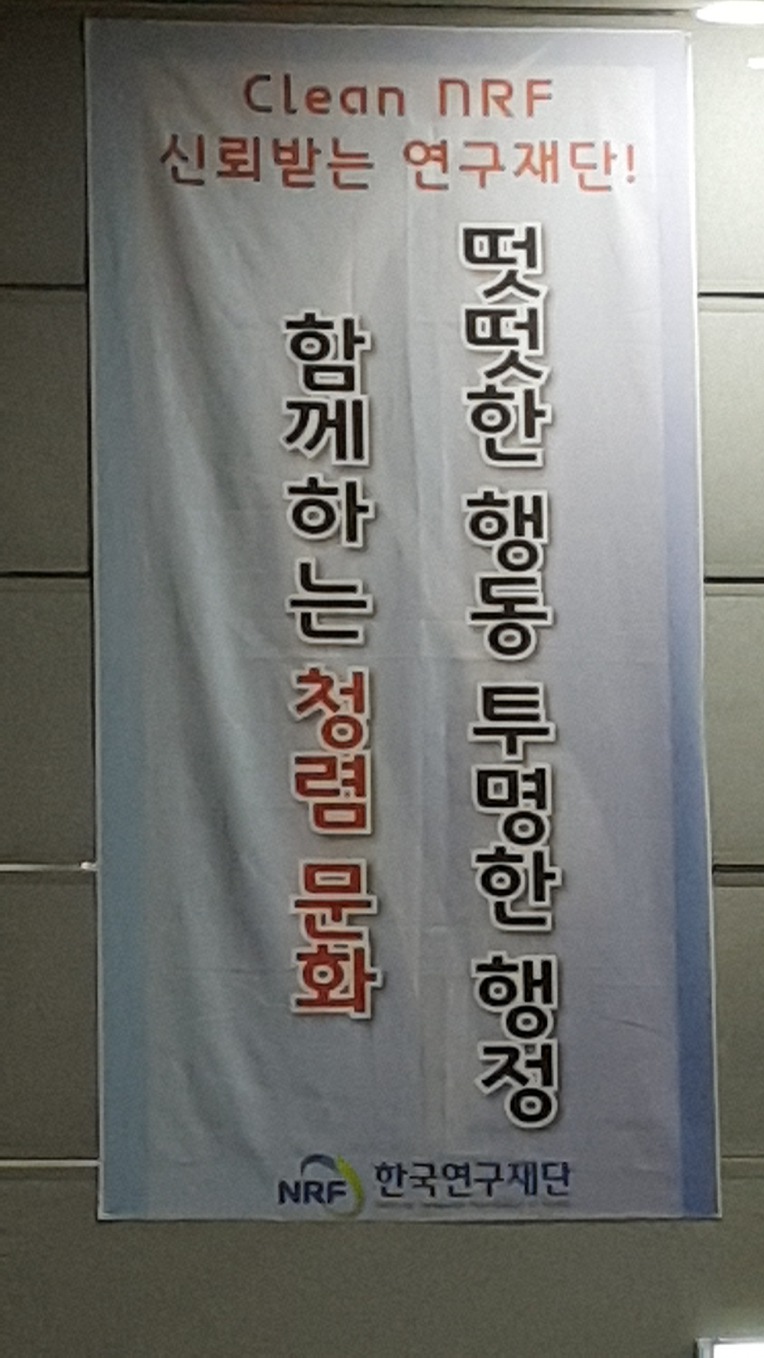 Clean NRF
신뢰받는 연구재단!
떳떳한 행동 투명한 행정
함께하는 청렴 문화
NRF 한국연구재단